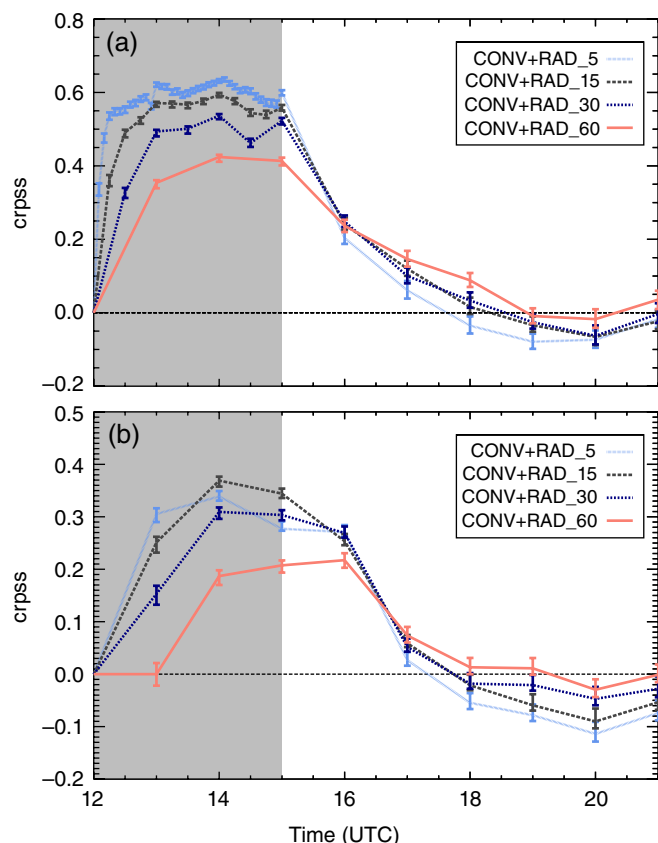 (a)
CONV+RAD_5
CONV+RAD_15
CONV+RAD_30
CONV+RAD_60
0.8
0.6
0.4
0.2
0.0
−0.2
crpss
(b)
CONV+RAD_5
CONV+RAD_15
CONV+RAD_30
CONV+RAD_60
0.5
0.4
0.3
0.2
0.1
0.0
−0.1
−0.2
crpss
12 14 16 18 20
Time (UTC)